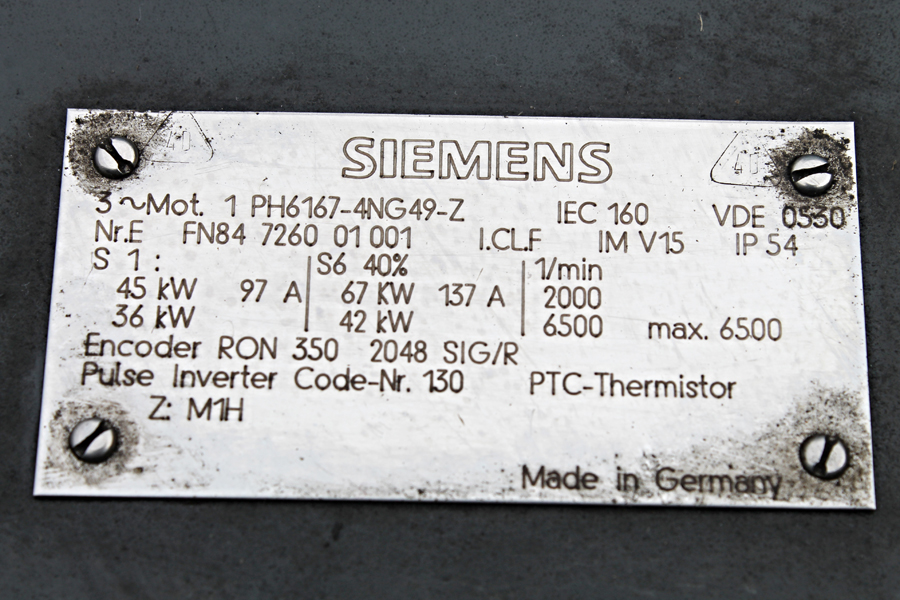 SIEMENS
3 ~Mot. 1 PH6167-4NG49-Z IEC 160 VDE 0530
Nr.E FN84 7260 01 001 I.CL.F IM V15 IP 54
S 1 : S6 40% 1/min
45 kW 97 A 67 KW 137 A 2000
36 kW 42 kW 6500 max. 6500
Encoder RON 350 2048 SIG/R
Pulse Inverter Code-Nr. 130 PTC-Thermistor
Z: M1H
Made in Germany